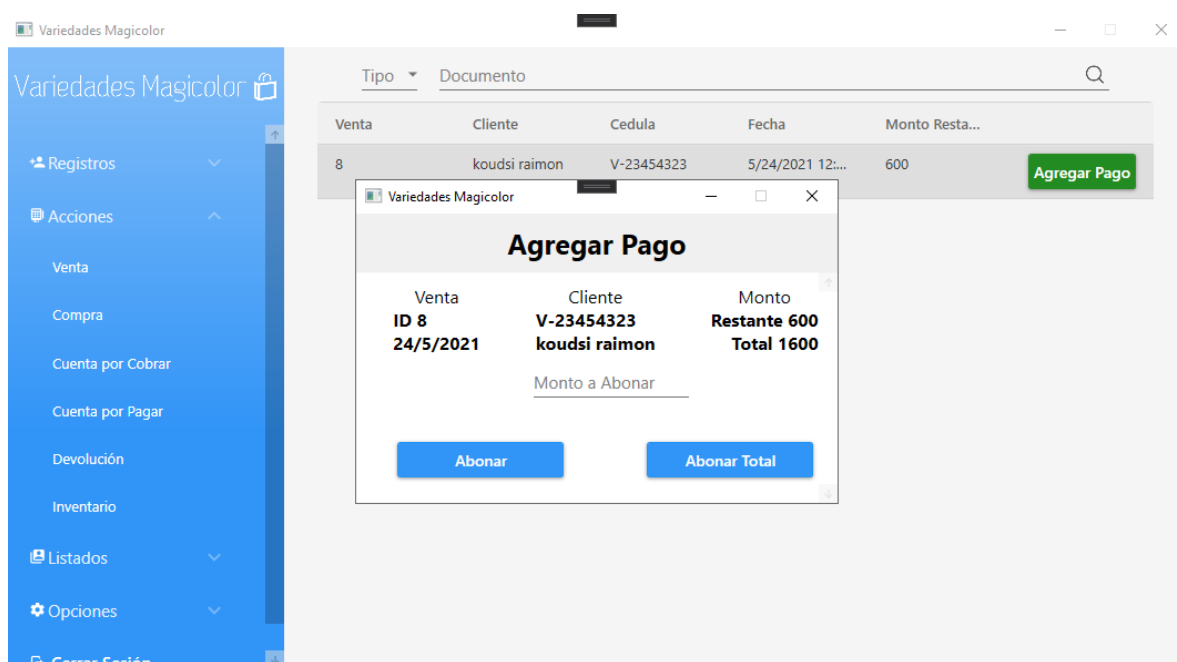 Variedades Magicolor
Variedades Magicolor
Registros
Acciones
Venta
Compra
Cuenta por Cobrar
Cuenta por Pagar
Devolución
Inventario
Listados
Opciones
Cerrar Sesión
Tipo Documento
Venta Cliente Cedula Fecha Monto Resta...
8 koudsi raimon V-23454323 5/24/2021 12:... 600 Agregar Pago
Variedades Magicolor
Agregar Pago
Venta Cliente Monto
ID 8 V-23454323 Restante 600
24/5/2021 koudsi raimon Total 1600
Monto a Abonar
Abonar Abonar Total